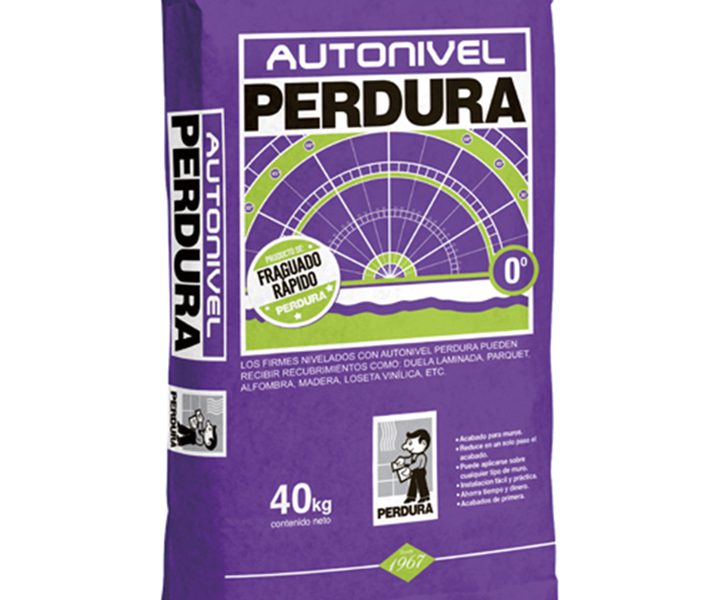 AUTONIVEL
PERDURA
PRODUCTO DE:
FRAGUADO
RÁPIDO
PERDURA
0°
LOS FIRMES NIVELADOS CON AUTONIVEL PERDURA PUEDEN
RECIBIR RECUBRIMIENTOS COMO: DUELA LAMINADA, PARQUET,
ALFOMBRA, MADERA, LOSETA VINÍLICA, ETC.
AUTONIVEL
PERDURA
PERDURA
40kg
contenido neto
PERDURA
• Acabado para muros.
• Reduce en un solo paso el
acabado.
• Puede aplicarse sobre
cualquier tipo de muro.
• Instalacion fácil y práctica.
• Ahorra tiempo y dinero.
• Acabados de primera.
Desde
1967